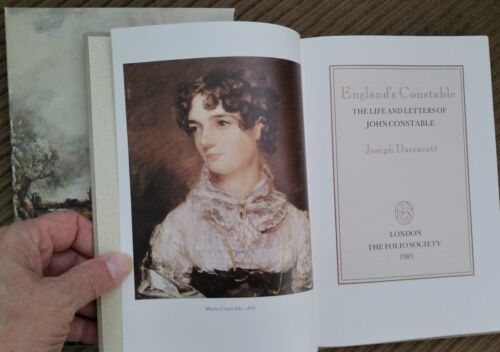 Maria Constable, 1816
England's Constable
THE LIFE AND LETTERS OF
JOHN CONSTABLE
Joseph Darracott
LONDON
THE FOLIO SOCIETY
1985